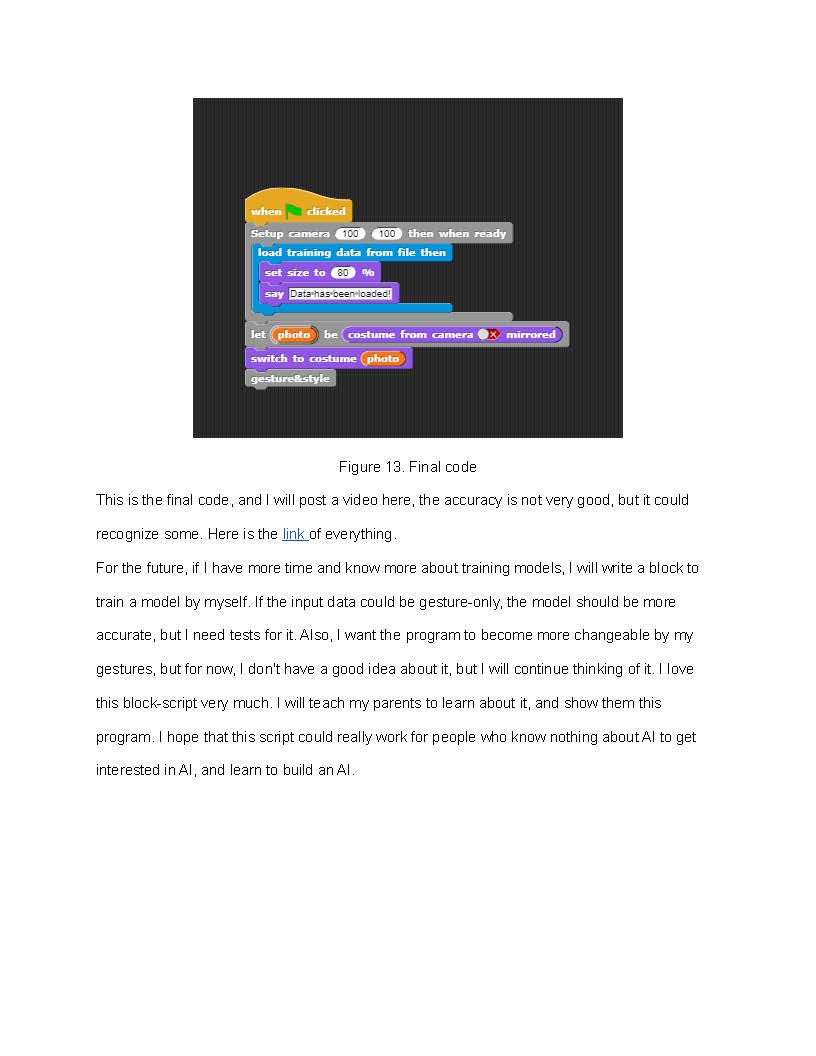 when clicked
Setup camera 100 100 then when ready
load training data from file then
set size to 80 %
say Data has been loaded!
let photo be costume from camera mirrored
switch to costume photo
gesture&style
Figure 13. Final code
This is the final code, and I will post a video here, the accuracy is not very good, but it could
recognize some. Here is the link of everything.
For the future, if I have more time and know more about training models, I will write a block to
train a model by myself. If the input data could be gesture-only, the model should be more
accurate, but I need tests for it. Also, I want the program to become more changeable by my
gestures, but for now, I don't have a good idea about it, but I will continue thinking of it. I love
this block-script very much. I will teach my parents to learn about it, and show them this
program. I hope that this script could really work for people who know nothing about AI to get
interested in AI, and learn to build an AI.